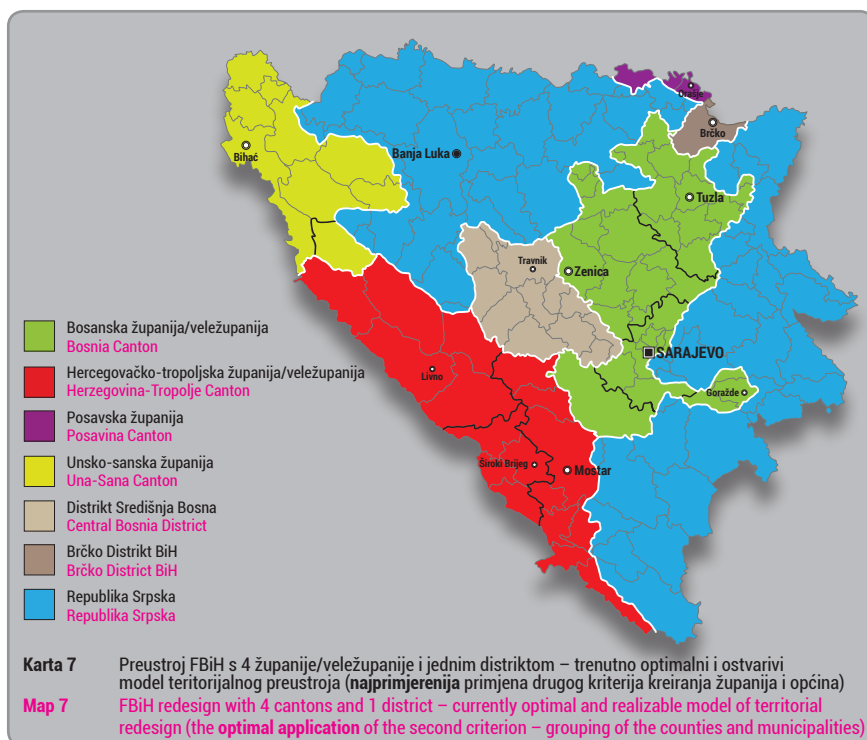 Orašje
Brčko
Bihać
Banja Luka
Tuzla
Travnik
Zenica
SARAJEVO
Livno
Goražde
Široki Brijeg
Mostar
Bosanska županija/veležupanija
Bosnia Canton
Hercegovačko-tropoljska županija/veležupanija
Herzegovina-Tropolje Canton
Posavska županija
Posavina Canton
Unsko-sanska županija
Una-Sana Canton
Distrikt Središnja Bosna
Central Bosnia District
Brčko Distrikt BiH
Brčko District BiH
Republika Srpska
Republika Srpska
Karta 7 Preustroj FBiH s 4 županije/veležupanije i jednim distriktom – trenutno optimalni i ostvarivi
model teritorijalnog preustroja (najprimjerenija primjena drugog kriterija kreiranja županija i općina)
Map 7 FBiH redesign with 4 cantons and 1 district – currently optimal and realizable model of territorial
redesign (the optimal application of the second criterion – grouping of the counties and municipalities)